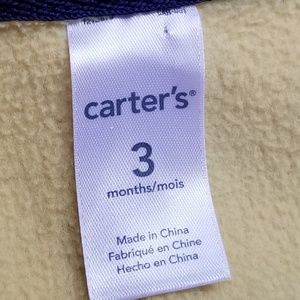 carter's®
3
months/mois
Made in China
Fabriqué en Chine
Hecho en China